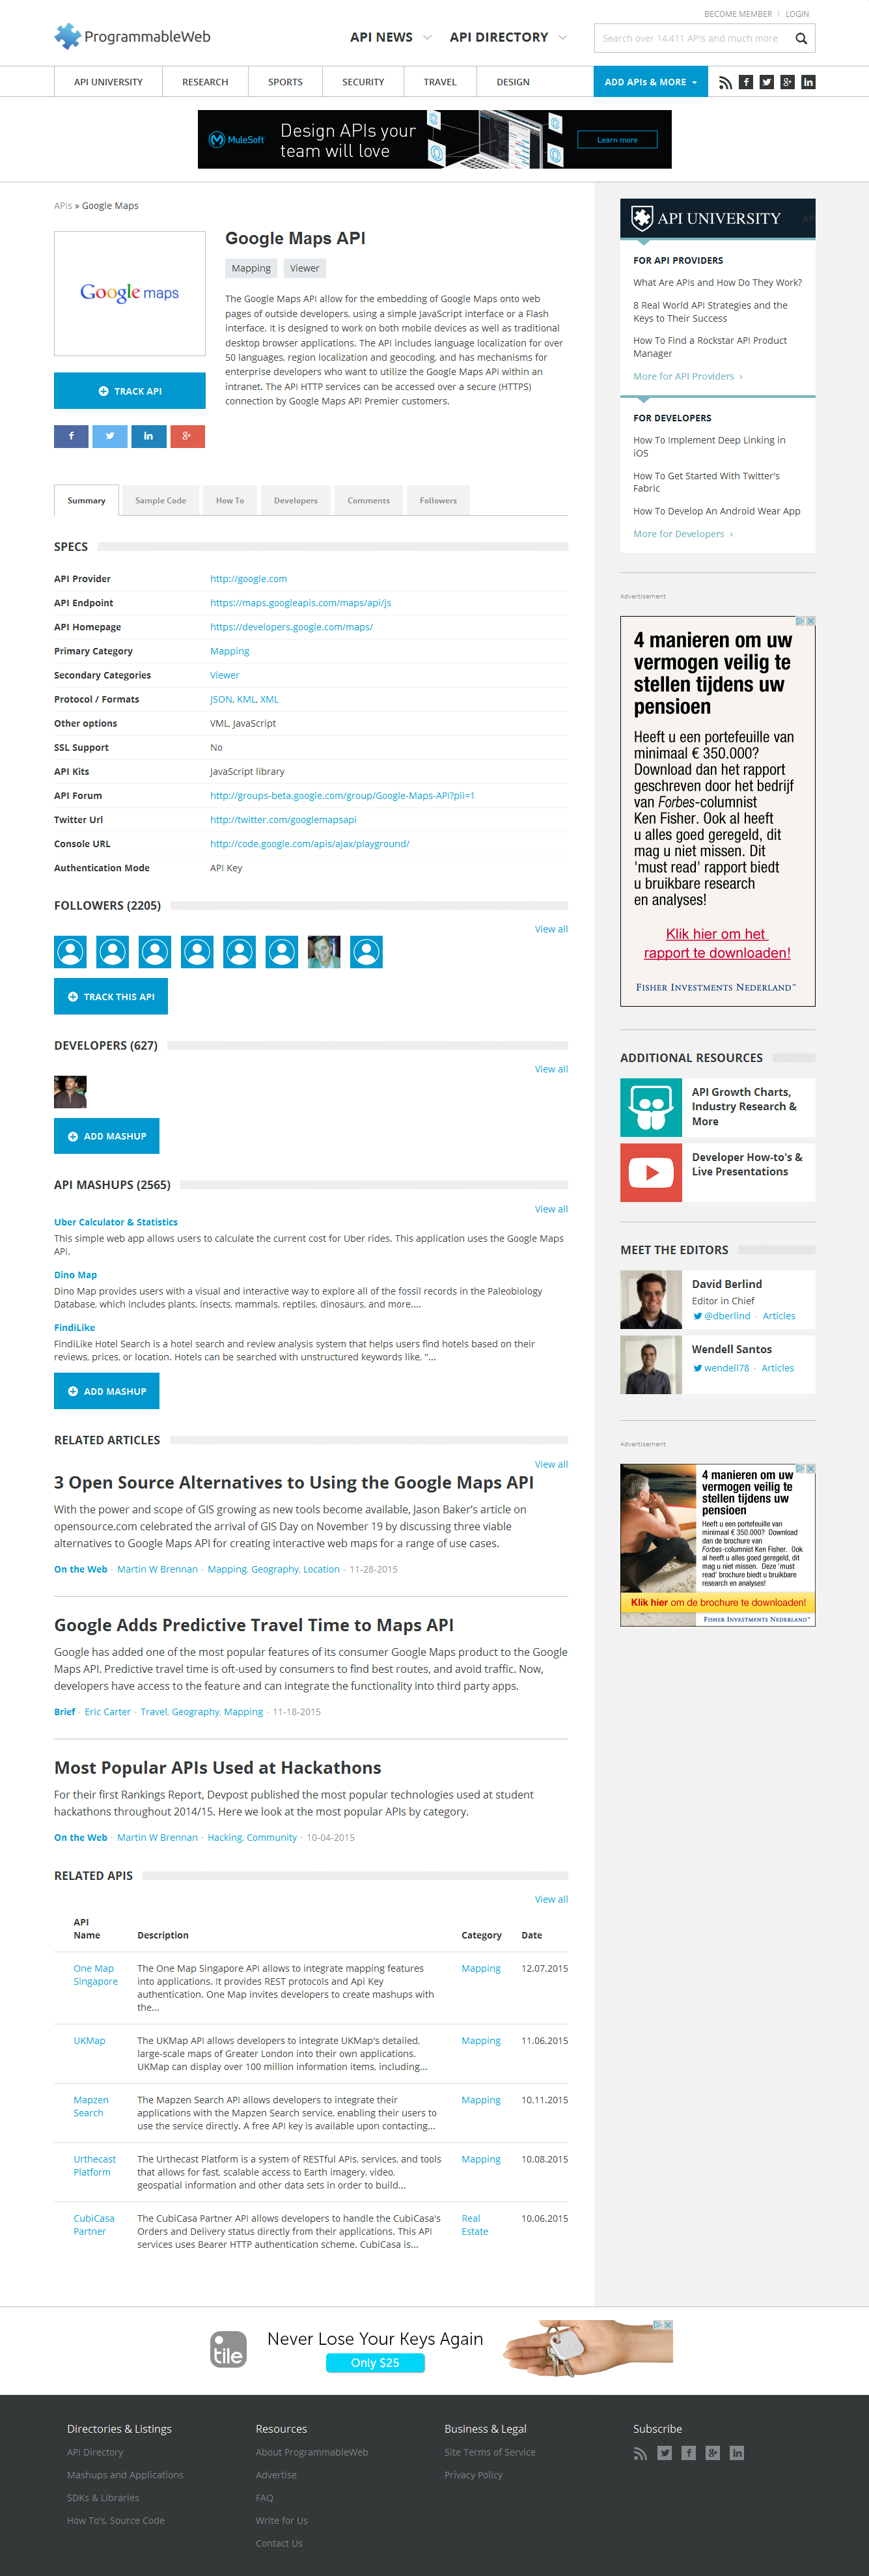 BECOME MEMBER | LOGIN
ProgrammableWeb
API NEWS
API DIRECTORY
Search over 14,411 APIs and much more
API UNIVERSITY
RESEARCH
SPORTS
SECURITY
TRAVEL
DESIGN
ADD APIs & MORE
MuleSoft
Design APIs your
team will love
Learn more
APIs » Google Maps
Google maps
TRACK API
Google Maps API
Mapping
Viewer
The Google Maps API allow for the embedding of Google Maps onto web
pages of outside developers, using a simple JavaScript interface or a Flash
interface. It is designed to work on both mobile devices as well as traditional
desktop browser applications. The API includes language localization for over
50 languages, region localization and geocoding, and has mechanisms for
enterprise developers who want to utilize the Google Maps API within an
intranet. The API HTTP services can be accessed over a secure (HTTPS)
connection by Google Maps API Premier customers.
Summary
Sample Code
How To
Developers
Comments
Followers
SPECS
API Provider http://google.com
API Endpoint https://maps.googleapis.com/maps/api/js
API Homepage https://developers.google.com/maps/
Primary Category Mapping
Secondary Categories Viewer
Protocol / Formats JSON, KML, XML
Other options VML, JavaScript
SSL Support No
API Kits JavaScript library
API Forum http://groups-beta.google.com/group/Google-Maps-API?pli=1
Twitter Url http://twitter.com/googlemapsapi
Console URL http://code.google.com/apis/ajax/playground/
Authentication Mode API Key
FOLLOWERS (2205)
View all
TRACK THIS API
DEVELOPERS (627)
View all
ADD MASHUP
API MASHUPS (2565)
View all
Uber Calculator & Statistics
This simple web app allows users to calculate the current cost for Uber rides. This application uses the Google Maps
API.
Dino Map
Dino Map provides users with a visual and interactive way to explore all of the fossil records in the Paleobiology
Database, which includes plants, insects, mammals, reptiles, dinosaurs, and more....
FindiLike
FindiLike Hotel Search is a hotel search and review analysis system that helps users find hotels based on their
reviews, prices, or location. Hotels can be searched with unstructured keywords like, "...
ADD MASHUP
RELATED ARTICLES
View all
3 Open Source Alternatives to Using the Google Maps API
With the power and scope of GIS growing as new tools become available, Jason Baker's article on
opensource.com celebrated the arrival of GIS Day on November 19 by discussing three viable
alternatives to Google Maps API for creating interactive web maps for a range of use cases.
On the Web · Martin W Brennan · Mapping, Geography, Location · 11-28-2015
Google Adds Predictive Travel Time to Maps API
Google has added one of the most popular features of its consumer Google Maps product to the Google
Maps API. Predictive travel time is oft-used by consumers to find best routes, and avoid traffic. Now,
developers have access to the feature and can integrate the functionality into third party apps.
Brief · Eric Carter · Travel, Geography, Mapping · 11-18-2015
Most Popular APIs Used at Hackathons
For their first Rankings Report, Devpost published the most popular technologies used at student
hackathons throughout 2014/15. Here we look at the most popular APIs by category.
On the Web · Martin W Brennan · Hacking, Community · 10-04-2015
RELATED APIS
View all
API
Name Description Category Date
One Map The One Map Singapore API allows to integrate mapping features Mapping 12.07.2015
Singapore into applications. It provides REST protocols and Api Key
authentication. One Map invites developers to create mashups with
the...
UKMap The UKMap API allows developers to integrate UKMap's detailed, Mapping 11.06.2015
large-scale maps of Greater London into their own applications.
UKMap can display over 100 million information items, including...
Mapzen The Mapzen Search API allows developers to integrate their Mapping 10.11.2015
Search applications with the Mapzen Search service, enabling their users to
use the service directly. A free API key is available upon contacting...
Urthecast The Urthecast Platform is a system of RESTful APIs, services, and tools Mapping 10.08.2015
Platform that allows for fast, scalable access to Earth imagery, video,
geospatial information and other data sets in order to build...
CubiCasa The CubiCasa Partner API allows developers to handle the CubiCasa's Real 10.06.2015
Partner Orders and Delivery status directly from their applications. This API Estate
services uses Bearer HTTP authentication scheme. CubiCasa is...
API UNIVERSITY
FOR API PROVIDERS
What Are APIs and How Do They Work?
8 Real World API Strategies and the
Keys to Their Success
How To Find a Rockstar API Product
Manager
More for API Providers ›
FOR DEVELOPERS
How To Implement Deep Linking in
iOS
How To Get Started With Twitter's
Fabric
How To Develop An Android Wear App
More for Developers ›
Advertisement
4 manieren om uw
vermogen veilig te
stellen tijdens uw
pensioen
Heeft u een portefeuille van
minimaal € 350.000?
Download dan het rapport
geschreven door het bedrijf
van Forbes-columnist
Ken Fisher. Ook al heeft
u alles goed geregeld, dit
mag u niet missen. Dit
'must read' rapport biedt
u bruikbare research
en analyses!
Klik hier om het
rapport te downloaden!
FISHER INVESTMENTS NEDERLAND™
ADDITIONAL RESOURCES
API Growth Charts,
Industry Research &
More
Developer How-to's &
Live Presentations
MEET THE EDITORS
David Berlind
Editor in Chief
@dberlind · Articles
Wendell Santos
wendell78 · Articles
Advertisement
4 manieren om uw
vermogen veilig te
stellen tijdens uw
pensioen
Heeft u een portefeuille van
minimaal € 350.000? Download
dan de brochure van
Forbes-columnist Ken Fisher. Ook
al heeft u alles goed geregeld, dit
mag u niet missen. Deze 'must
read' brochure biedt u bruikbare
research en analyses!
Klik hier om de brochure te downloaden!
FISHER INVESTMENTS NEDERLAND™
tile
Never Lose Your Keys Again
Only $25
Directories & Listings
API Directory
Mashups and Applications
SDKs & Libraries
How To's, Source Code
Resources
About ProgrammableWeb
Advertise
FAQ
Write for Us
Contact Us
Business & Legal
Site Terms of Service
Privacy Policy
Subscribe